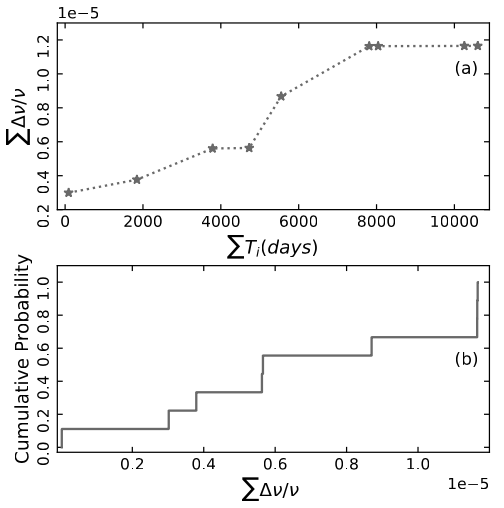 1e−5
1.2
1.0
0.8
0.6
0.4
0.2
∑Δν/ν
(a)
0 2000 4000 6000 8000 10000
∑T_i(days)
Cumulative Probability
1.0
0.8
0.6
0.4
0.2
0.0
(b)
0.2 0.4 0.6 0.8 1.0
1e−5
∑Δν/ν